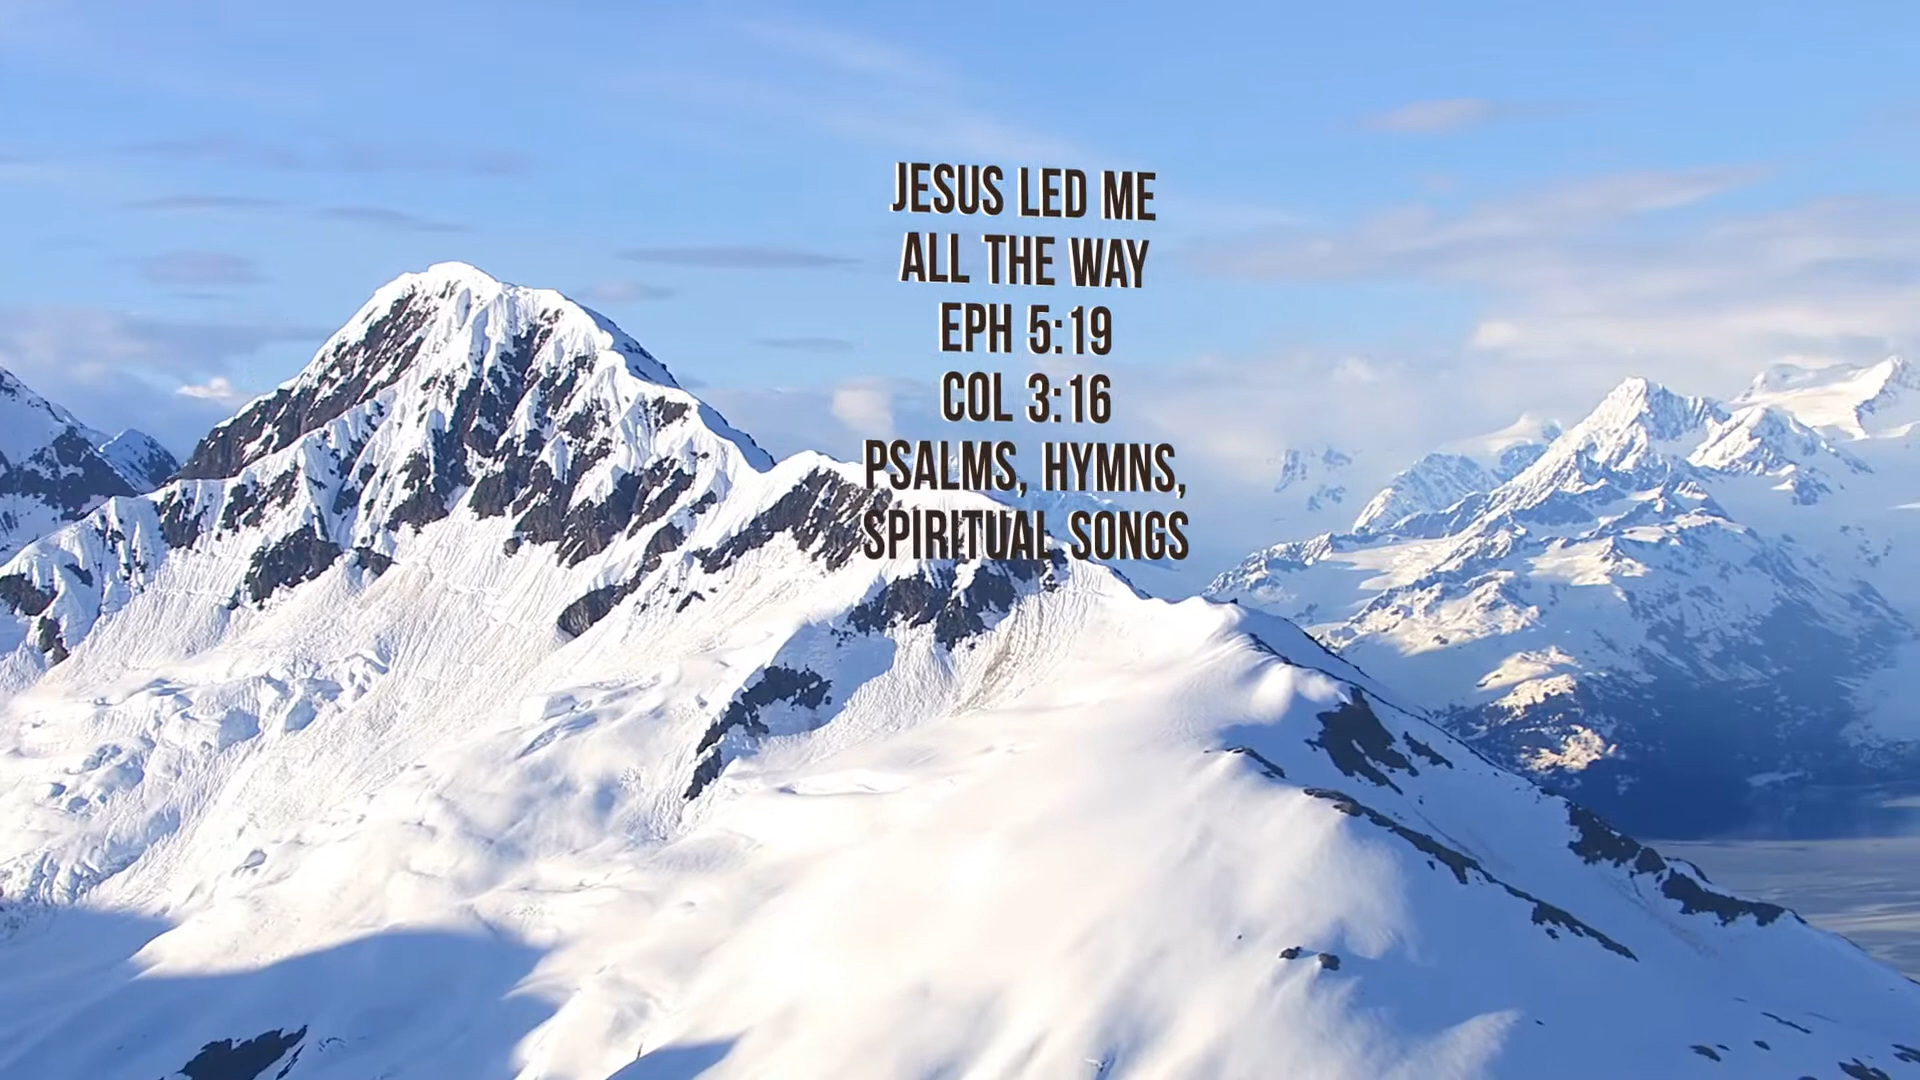 JESUS LED ME
ALL THE WAY
EPH 5:19
COL 3:16
PSALMS, HYMNS,
SPIRITUAL SONGS